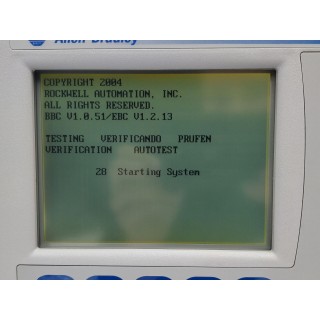 Allen-Bradley
COPYRIGHT 2004
ROCKWELL AUTOMATION, INC.
ALL RIGHTS RESERVED.
BBC V1.0.51/EBC V1.2.13
TESTING VERIFICANDO PRUFEN
VERIFICATION AUTOTEST
28 Starting System